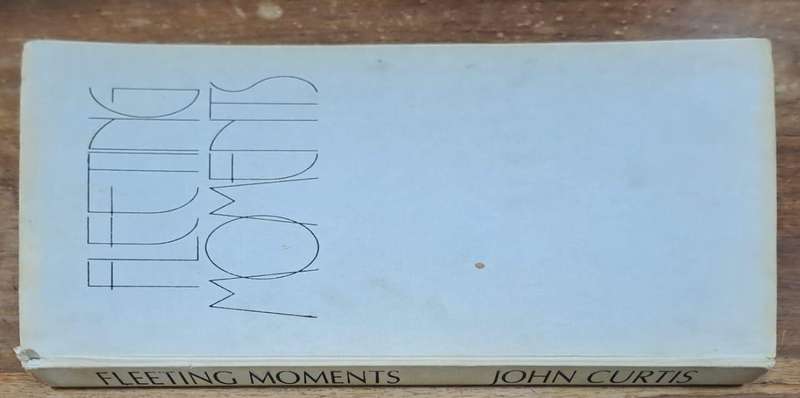 FLEETING
MOMENTS
FLEETING MOMENTS JOHN CURTIS